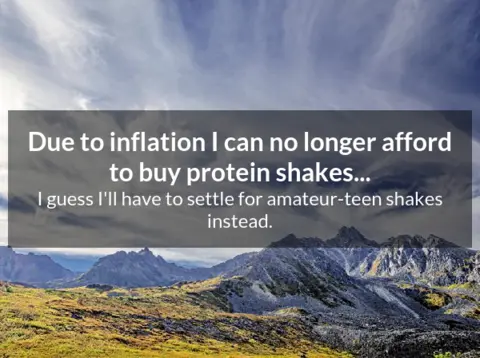 Due to inflation I can no longer afford
to buy protein shakes...
I guess I'll have to settle for amateur-teen shakes
instead.